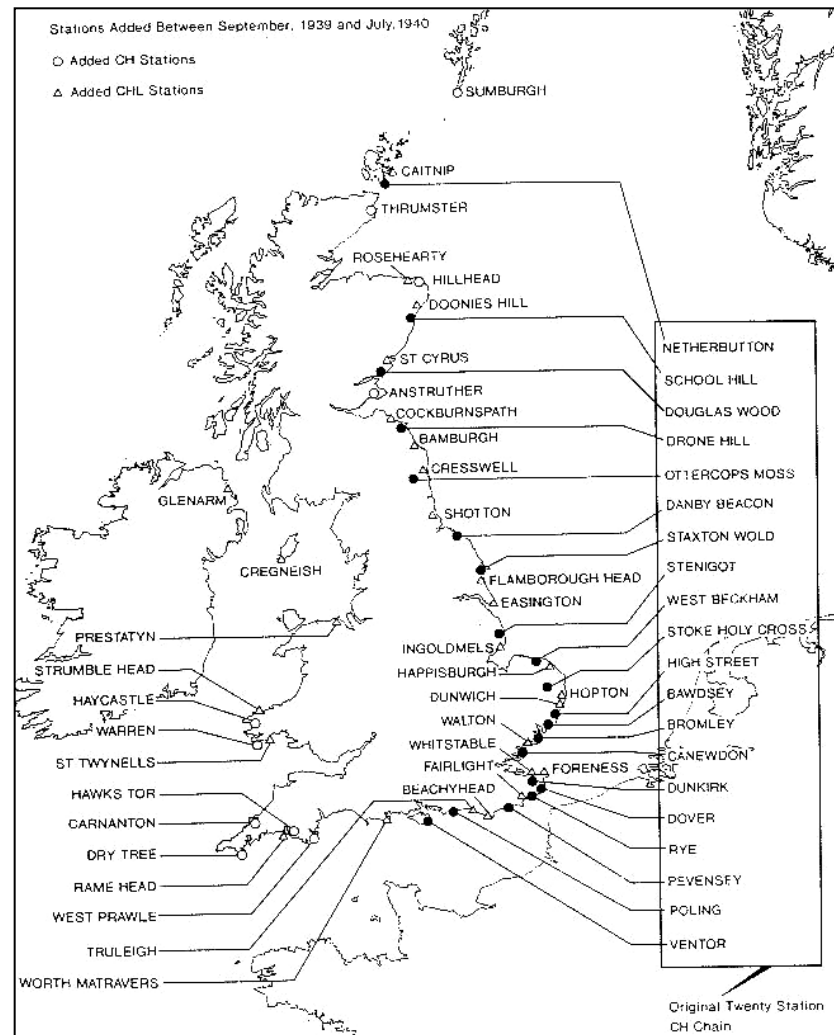 Stations Added Between September, 1939 and July, 1940
○ Added CH Stations
△ Added CHL Stations
SUMBURGH
CAITNIP
THRUMSTER
ROSEHEARTY
HILLHEAD
DOONIES HILL
ST CYRUS
ANSTRUTHER
COCKBURNSPATH
BAMBURGH
CRESSWELL
GLENARM
SHOTTON
CREGNEISH
FLAMBOROUGH HEAD
EASINGTON
PRESTATYN
INGOLDMELS
STRUMBLE HEAD
HAPPISBURGH
HAYCASTLE
DUNWICH
HOPTON
WARREN
WALTON
ST TWYNELLS
WHITSTABLE
FAIRLIGHT
FORENESS
HAWKS TOR
BEACHYHEAD
CARNANTON
DRY TREE
RAME HEAD
WEST PRAWLE
TRULEIGH
WORTH MATRAVERS
NETHERBUTTON
SCHOOL HILL
DOUGLAS WOOD
DRONE HILL
OTTERCOPS MOSS
DANBY BEACON
STAXTON WOLD
STENIGOT
WEST BECKHAM
STOKE HOLY CROSS
HIGH STREET
BAWDSEY
BROMLEY
CANEWDON
DUNKIRK
DOVER
RYE
PEVENSEY
POLING
VENTOR
Original Twenty Station
CH Chain